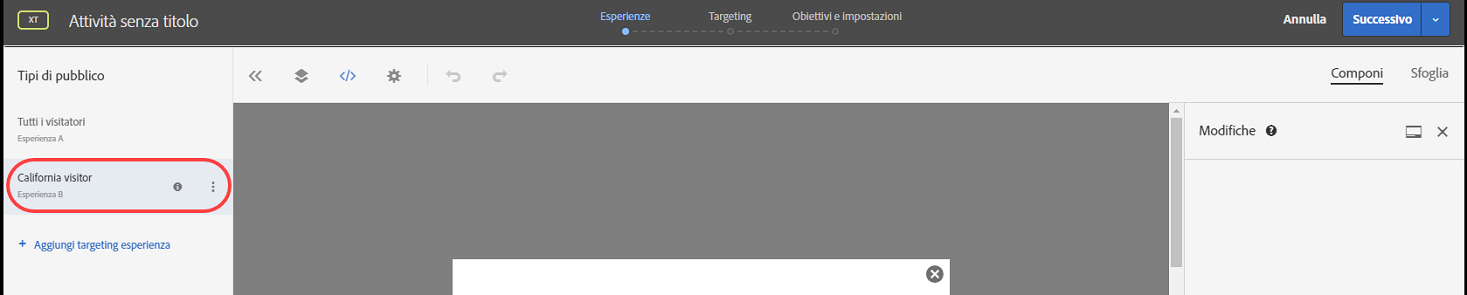 XT Attività senza titolo
Esperienze Targeting Obiettivi e impostazioni
Annulla Successivo
Tipi di pubblico
Componi Sfoglia
Tutti i visitatori
Esperienza A
California visitor
Esperienza B
Aggiungi targeting esperienza
Modifiche